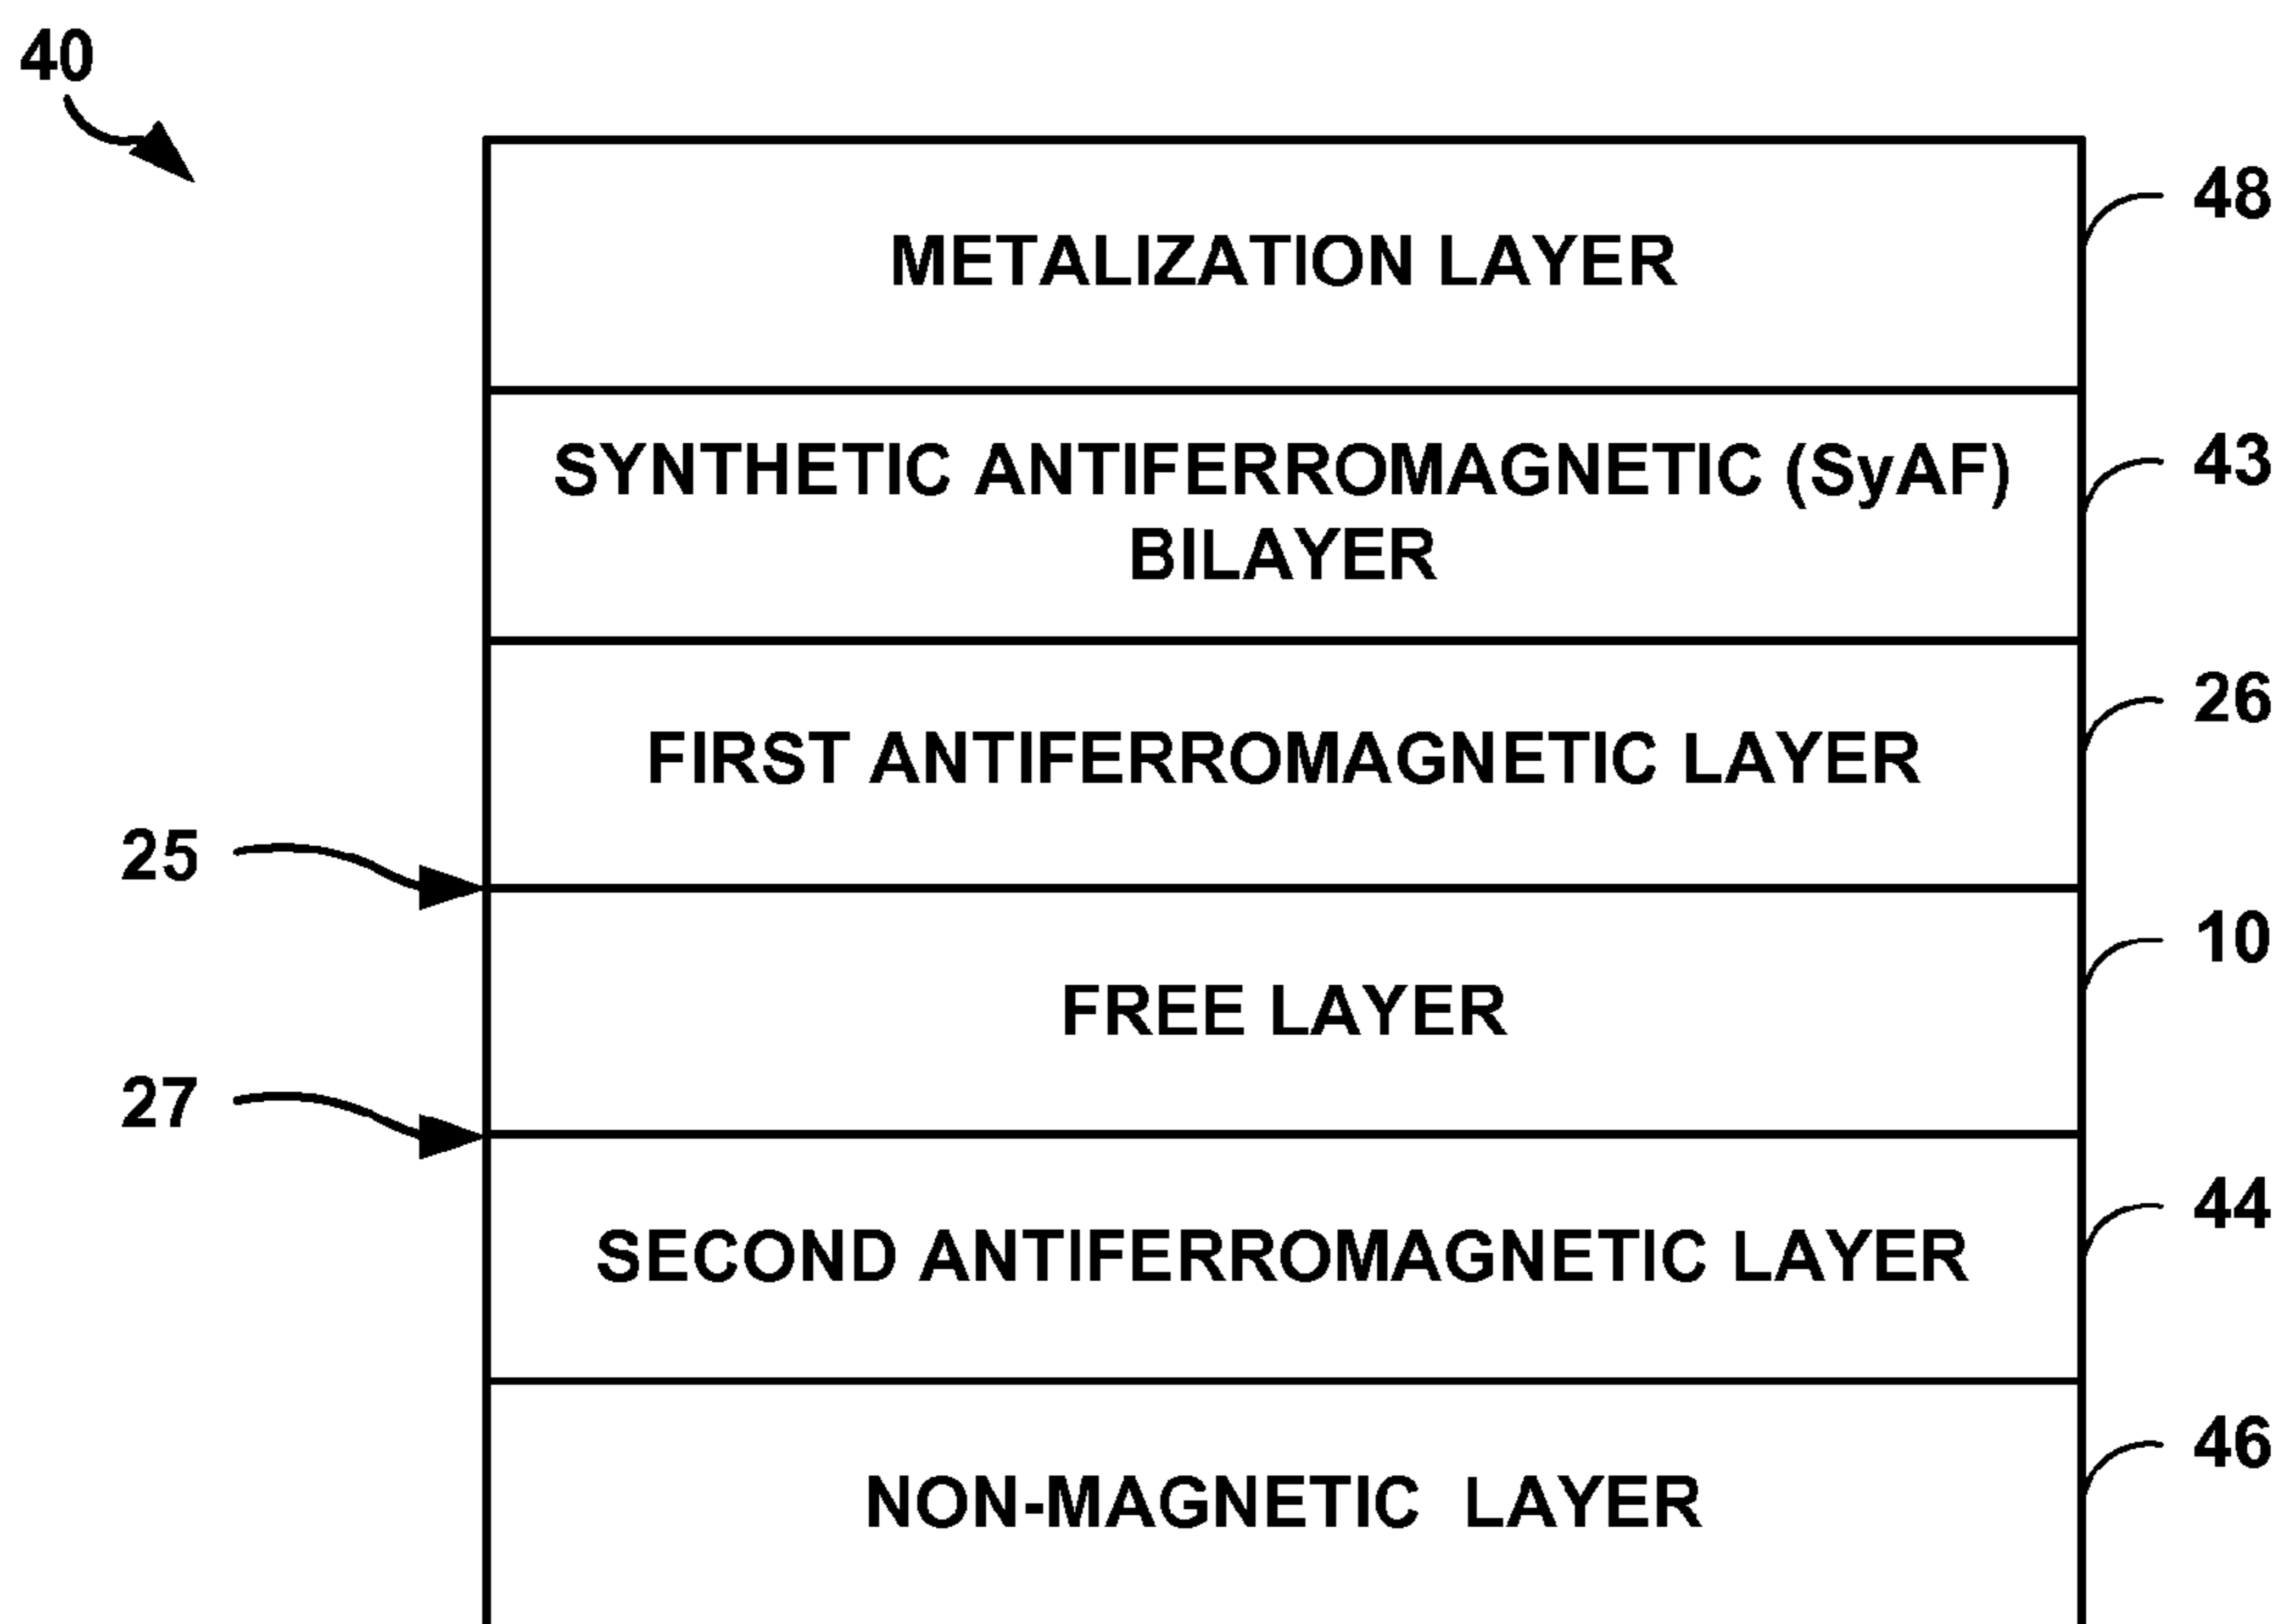 40
48
METALIZATION LAYER
43
SYNTHETIC ANTIFERROMAGNETIC (SyAF)
BILAYER
26
FIRST ANTIFERROMAGNETIC LAYER
25
10
FREE LAYER
27
44
SECOND ANTIFERROMAGNETIC LAYER
46
NON-MAGNETIC LAYER